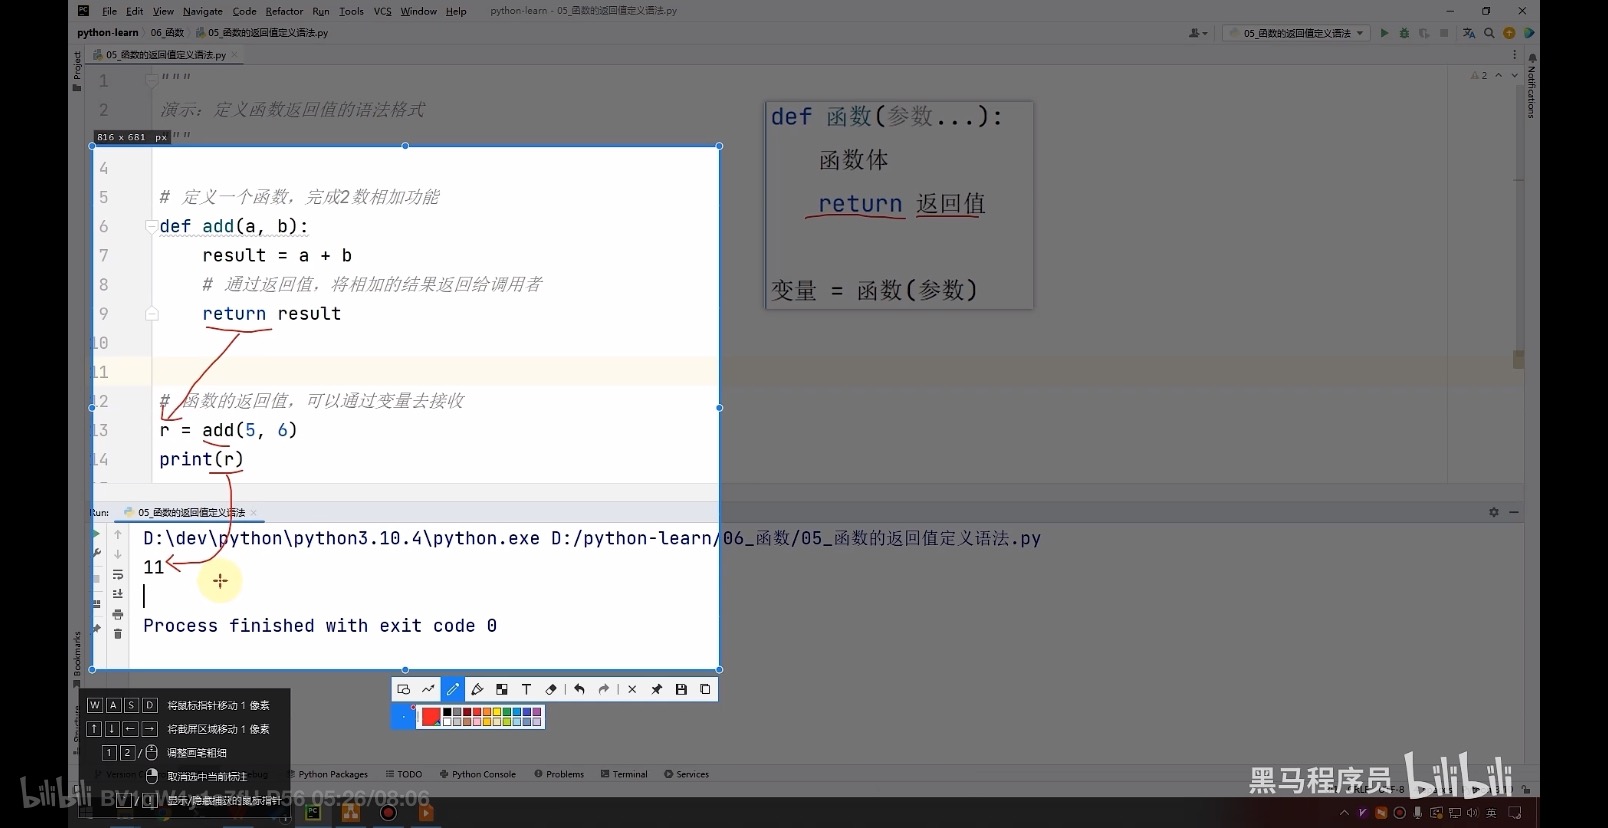 File Edit View Navigate Code Refactor Run Tools VCS Window Help python-learn - 05_函数的返回值定义语法.py
python-learn 06_函数 05_函数的返回值定义语法.py 05_函数的返回值定义语法
05_函数的返回值定义语法.py
Project
Notifications
1 """
2 演示：定义函数返回值的语法格式
"""
2
816 x 681 px
4
5 # 定义一个函数，完成2数相加功能
6 def add(a, b):
7 result = a + b
8 # 通过返回值，将相加的结果返回给调用者
9 return result
10
11
12 # 函数的返回值，可以通过变量去接收
13 r = add(5, 6)
14 print(r)
def 函数(参数...):
函数体
return 返回值
变量 = 函数(参数)
Run: 05_函数的返回值定义语法
D:\dev\python\python3.10.4\python.exe D:/python-learn/06_函数/05_函数的返回值定义语法.py
11
Process finished with exit code 0
Bookmarks
W A S D 将鼠标指针移动 1 像素
↑ ↓ ← → 将截屏区域移动 1 像素
1 2 / 调整画笔粗细
取消选中当前标注
显示/隐藏捕获的鼠标指针
Python Packages TODO Python Console Problems Terminal Services
黑马程序员 bilibili
bilibili
P56 05:26/08:06
英